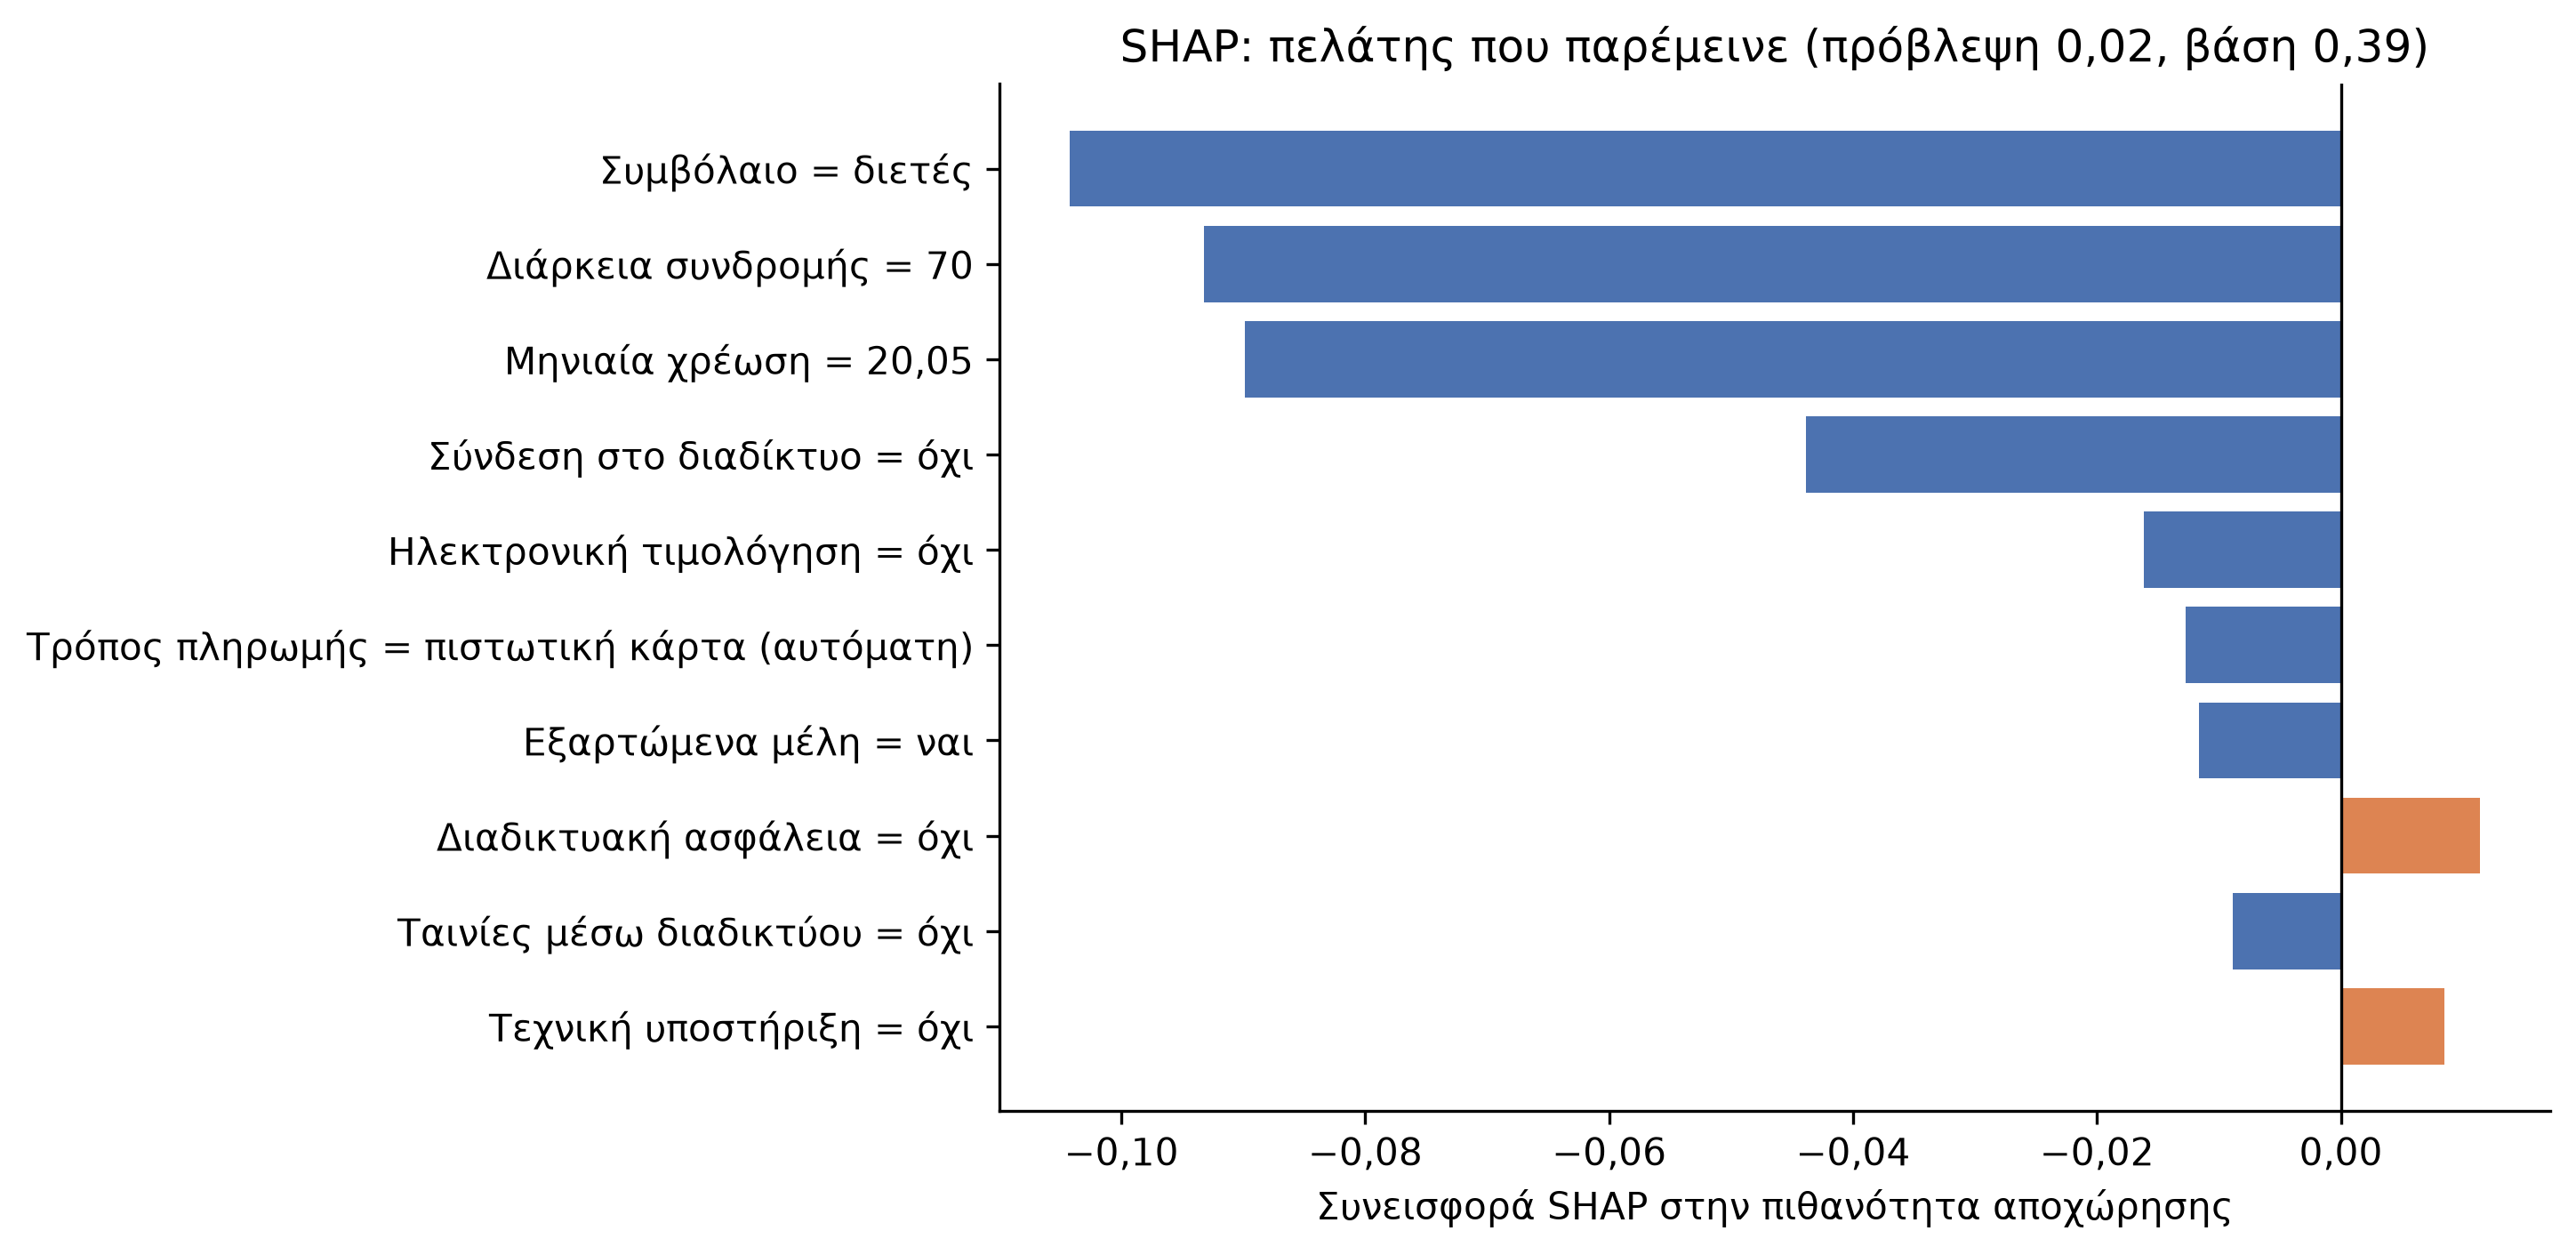 SHAP: πελάτης που παρέμεινε (πρόβλεψη 0,02, βάση 0,39)
Συμβόλαιο = διετές
Διάρκεια συνδρομής = 70
Μηνιαία χρέωση = 20,05
Σύνδεση στο διαδίκτυο = όχι
Ηλεκτρονική τιμολόγηση = όχι
Τρόπος πληρωμής = πιστωτική κάρτα (αυτόματη)
Εξαρτώμενα μέλη = ναι
Διαδικτυακή ασφάλεια = όχι
Ταινίες μέσω διαδικτύου = όχι
Τεχνική υποστήριξη = όχι
−0,10 −0,08 −0,06 −0,04 −0,02 0,00
Συνεισφορά SHAP στην πιθανότητα αποχώρησης